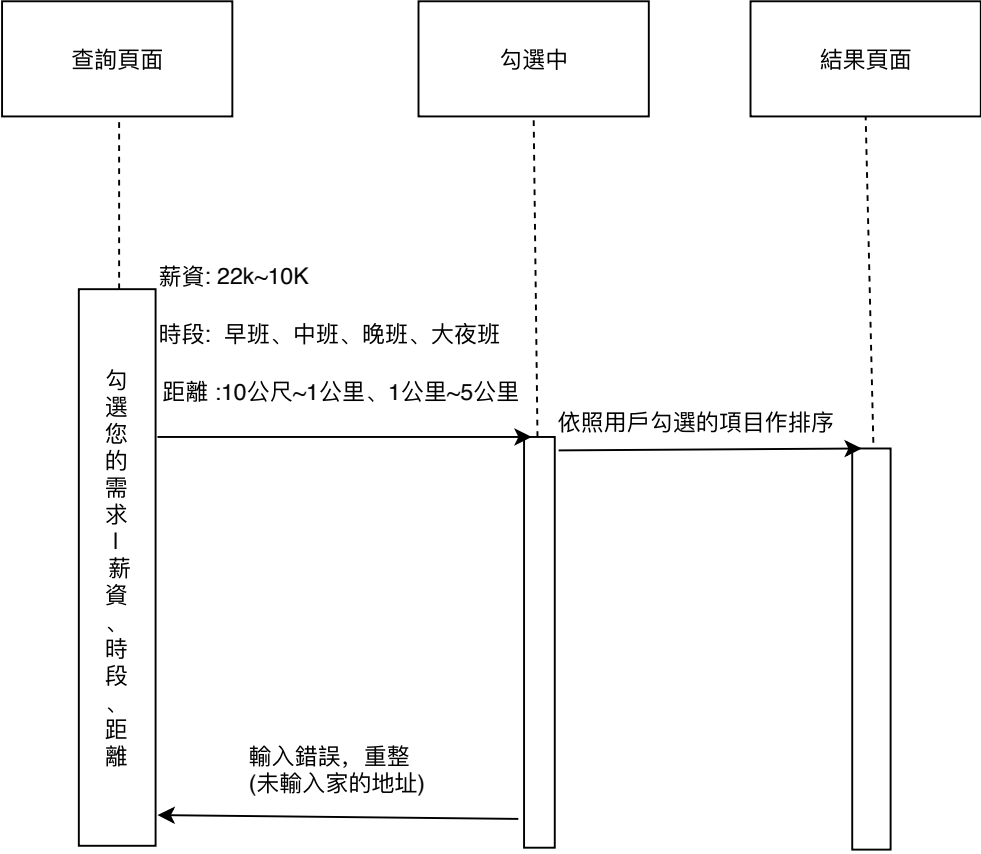 查詢頁面
勾選中
結果頁面
薪資: 22k~10K
時段: 早班、中班、晚班、大夜班
距離 :10公尺~1公里、1公里~5公里
依照用戶勾選的項目作排序
勾
選
您
的
需
求
I
薪
資
、
時
段
、
距
離
輸入錯誤，重整
(未輸入家的地址)